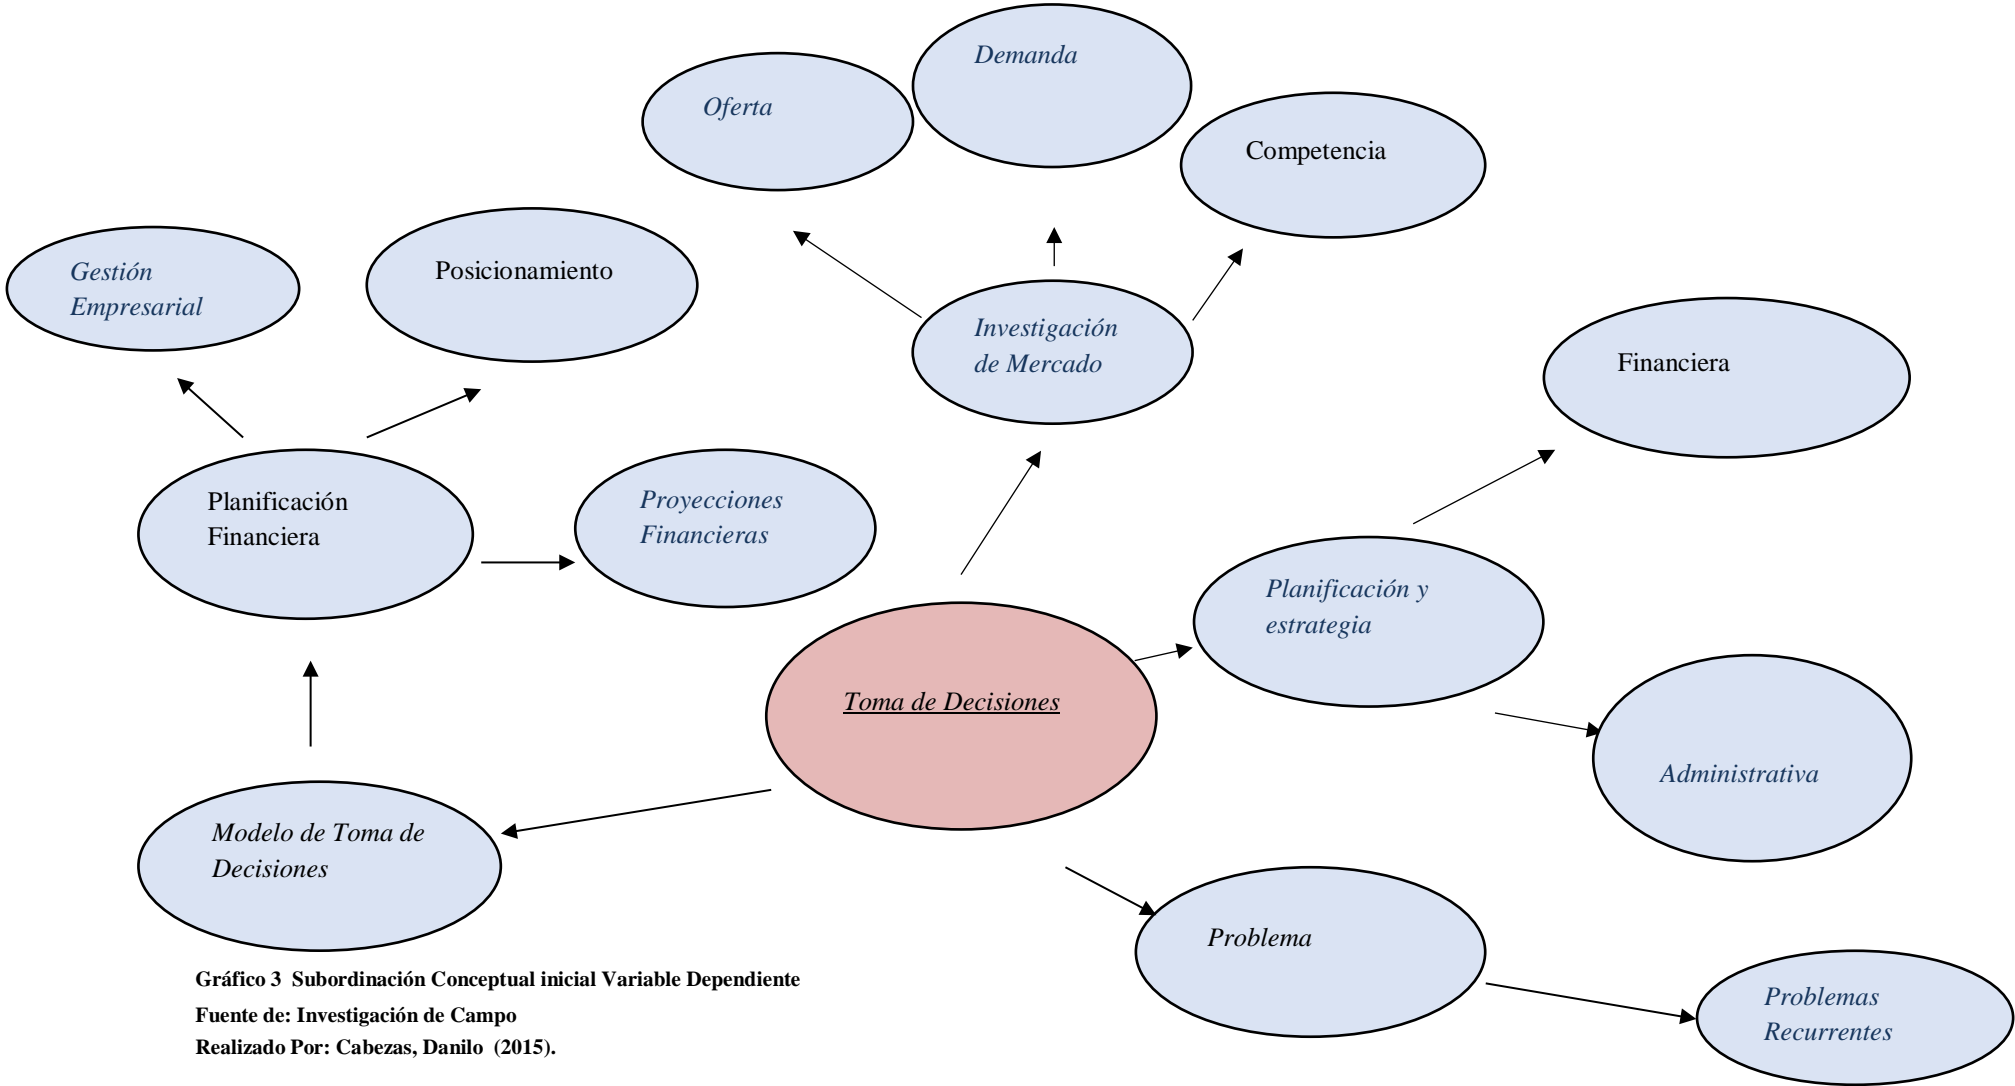 Demanda
Oferta
Competencia
Gestión
Empresarial
Posicionamiento
Investigación
de Mercado
Financiera
Planificación
Financiera
Proyecciones
Financieras
Planificación y
estrategia
Toma de Decisiones
Administrativa
Modelo de Toma de
Decisiones
Problema
Problemas
Recurrentes
Gráfico 3  Subordinación Conceptual inicial Variable Dependiente
Fuente de: Investigación de Campo
Realizado Por: Cabezas, Danilo  (2015).